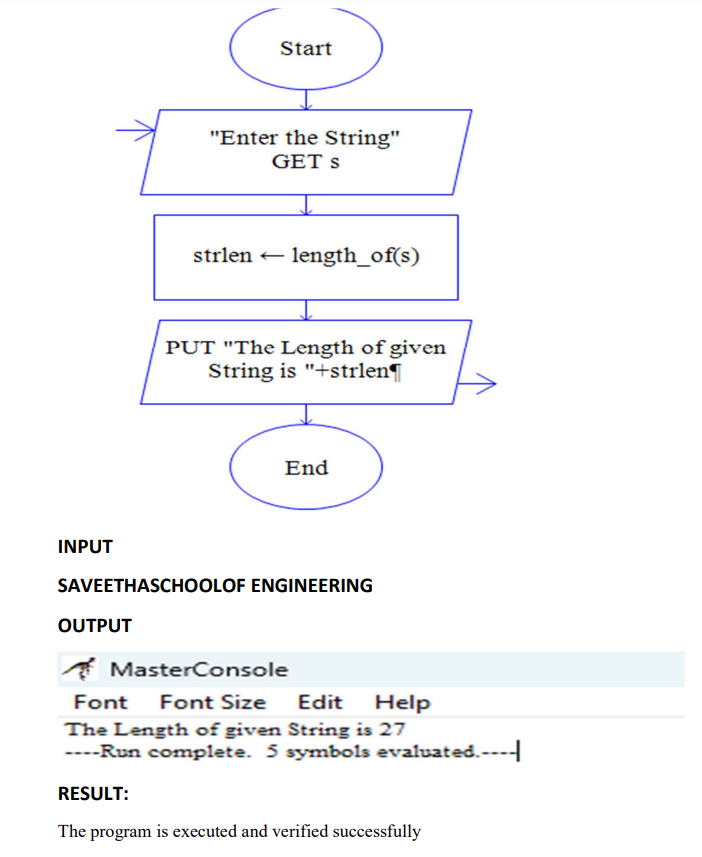 Start
"Enter the String"
GET s
strlen ← length_of(s)
PUT "The Length of given
String is "+strlen¶
End
INPUT
SAVEETHASCHOOLOF ENGINEERING
OUTPUT
MasterConsole
Font Font Size Edit Help
The Length of given String is 27
----Run complete. 5 symbols evaluated.----
RESULT:
The program is executed and verified successfully